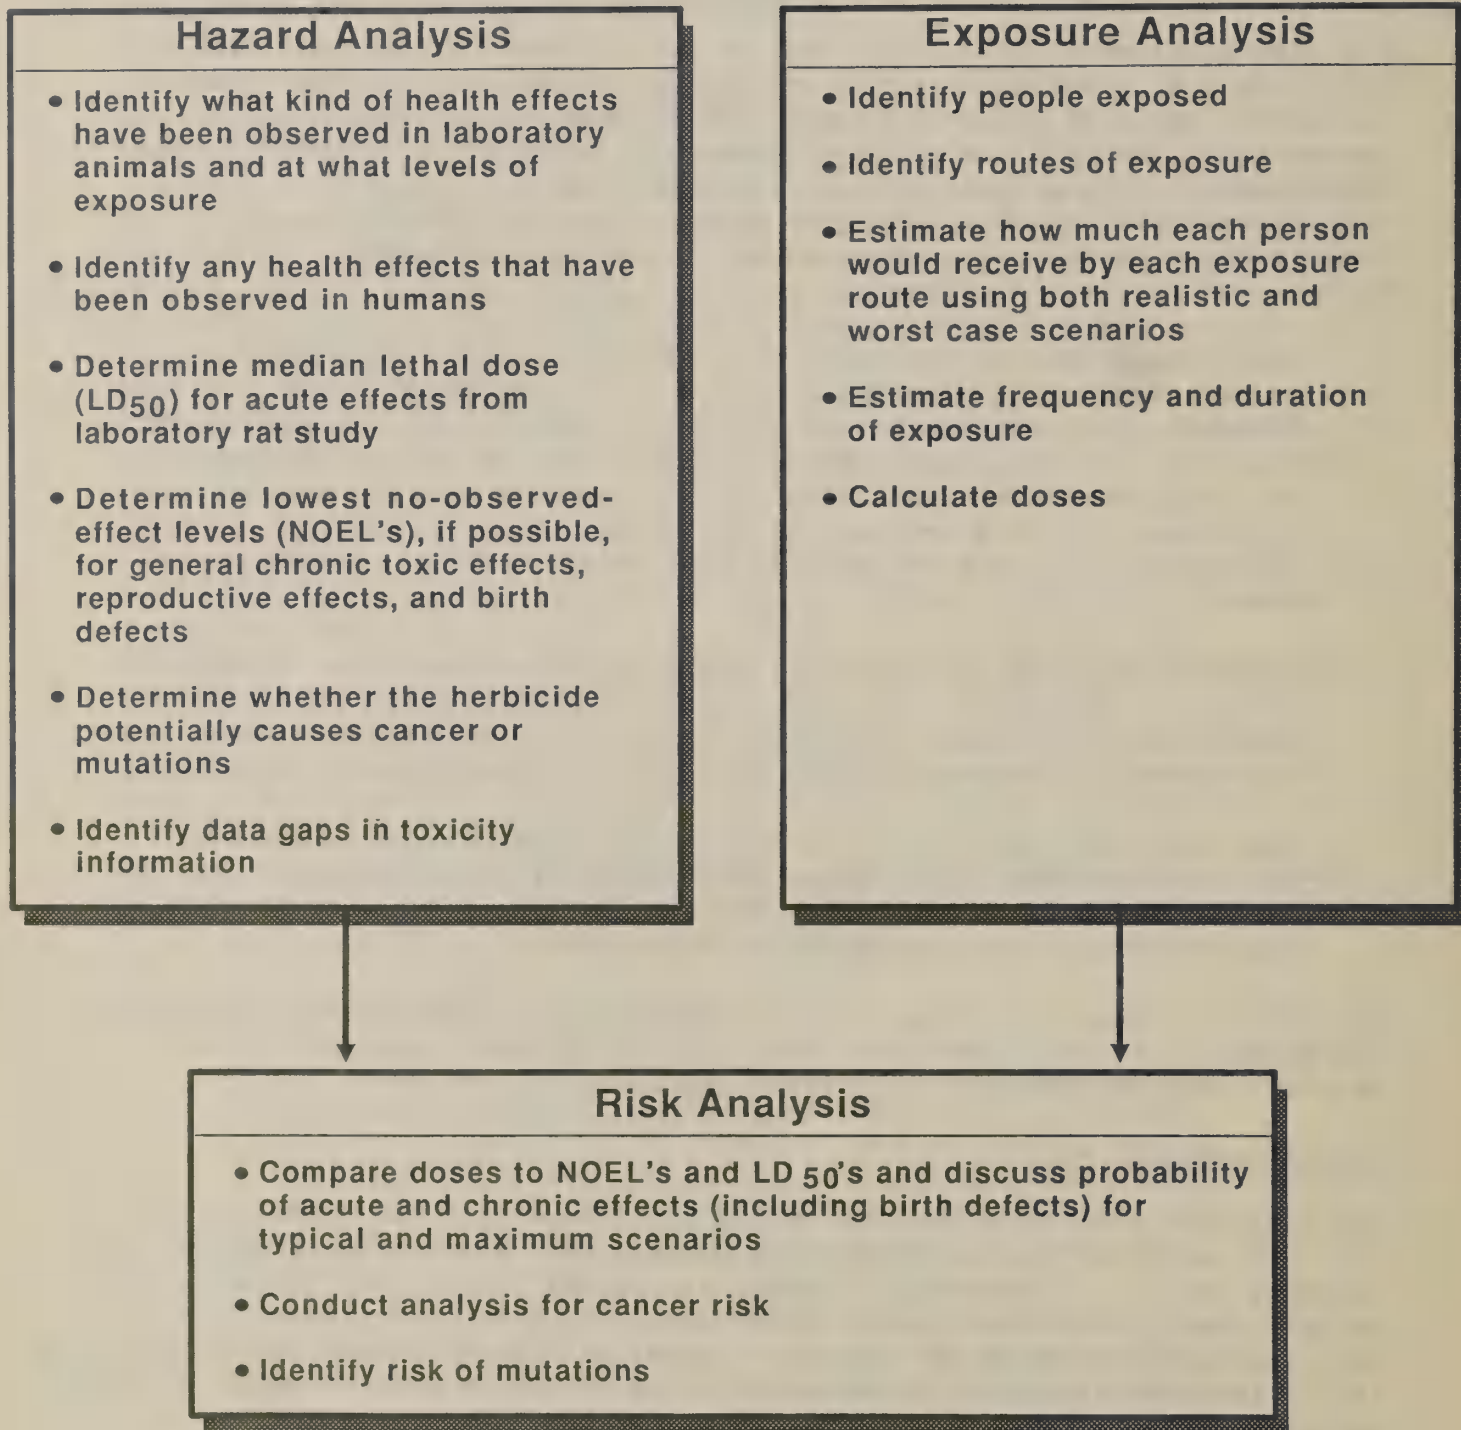 Hazard Analysis
• Identify what kind of health effects
have been observed in laboratory
animals and at what levels of
exposure
• Identify any health effects that have
been observed in humans
• Determine median lethal dose
(LD50) for acute effects from
laboratory rat study
• Determine lowest no-observed-
effect levels (NOEL's), if possible,
for general chronic toxic effects,
reproductive effects, and birth
defects
• Determine whether the herbicide
potentially causes cancer or
mutations
• Identify data gaps in toxicity
information
Exposure Analysis
• Identify people exposed
• Identify routes of exposure
• Estimate how much each person
would receive by each exposure
route using both realistic and
worst case scenarios
• Estimate frequency and duration
of exposure
• Calculate doses
Risk Analysis
• Compare doses to NOEL's and LD 50's and discuss probability
of acute and chronic effects (including birth defects) for
typical and maximum scenarios
• Conduct analysis for cancer risk
• Identify risk of mutations